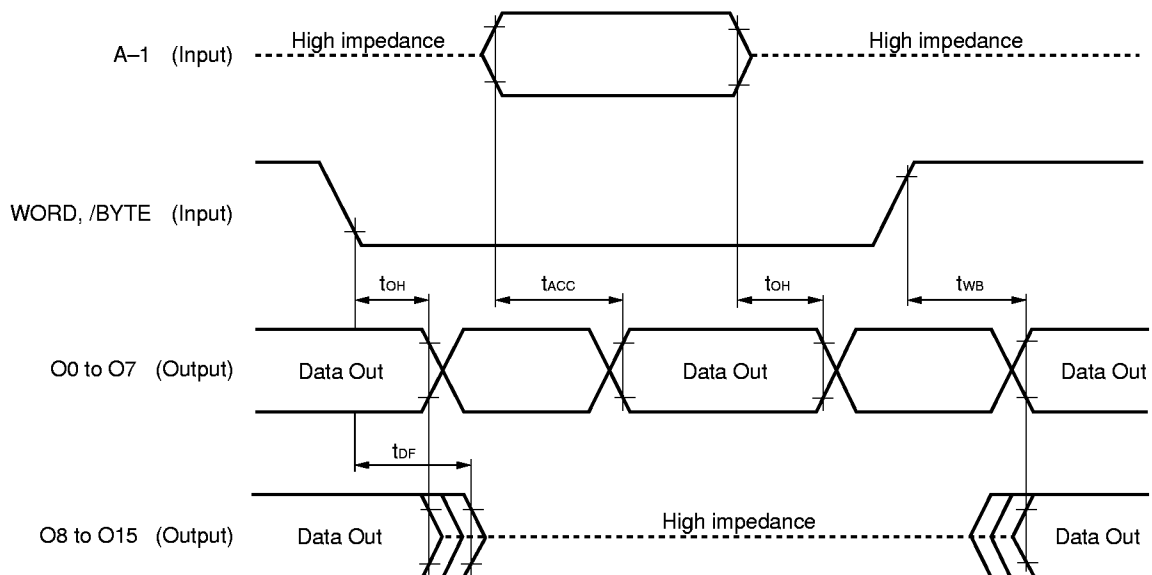 A–1 (Input) High impedance High impedance
WORD, /BYTE (Input)
tOH tACC tOH tWB
O0 to O7 (Output) Data Out Data Out Data Out
tDF
O8 to O15 (Output) Data Out High impedance Data Out